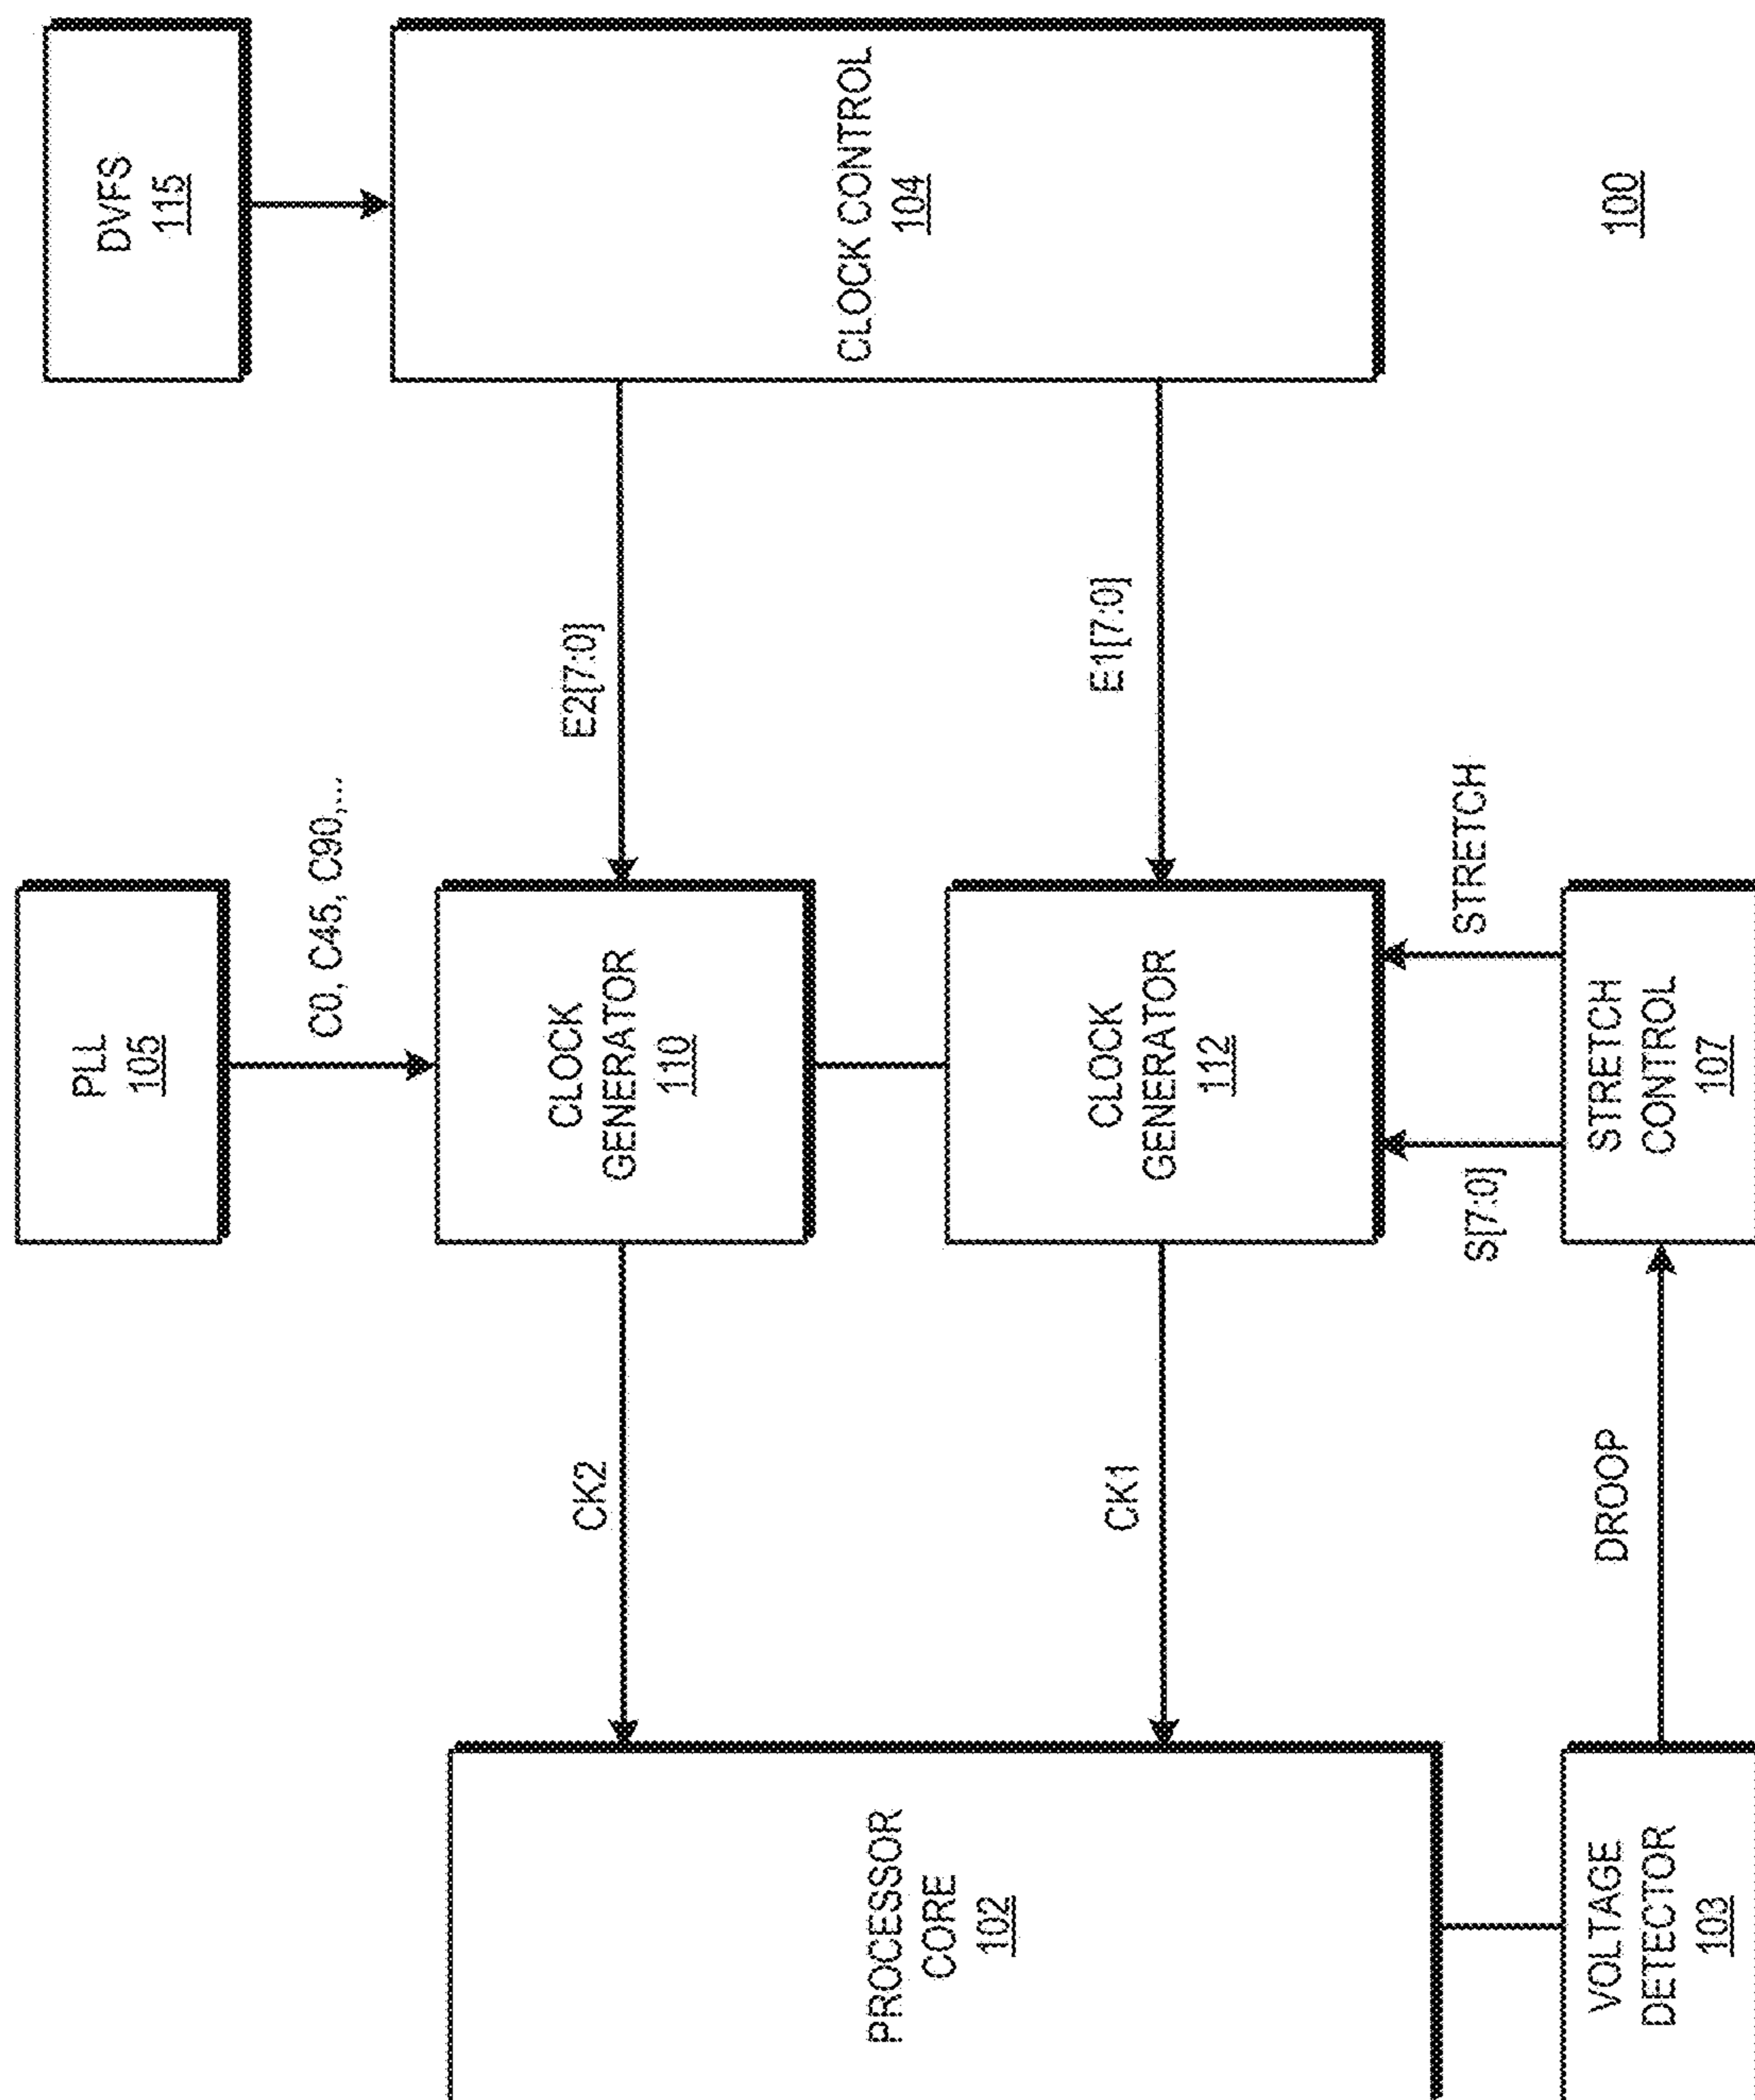 PLL
105
DVFS
115
C0, C45, C90,...
PROCESSOR
CORE
102
CK2
CLOCK
GENERATOR
110
E2[7:0]
CLOCK CONTROL
104
CK1
CLOCK
GENERATOR
112
E1[7:0]
S[7:0]
STRETCH
VOLTAGE
DETECTOR
103
DROOP
STRETCH
CONTROL
107
100